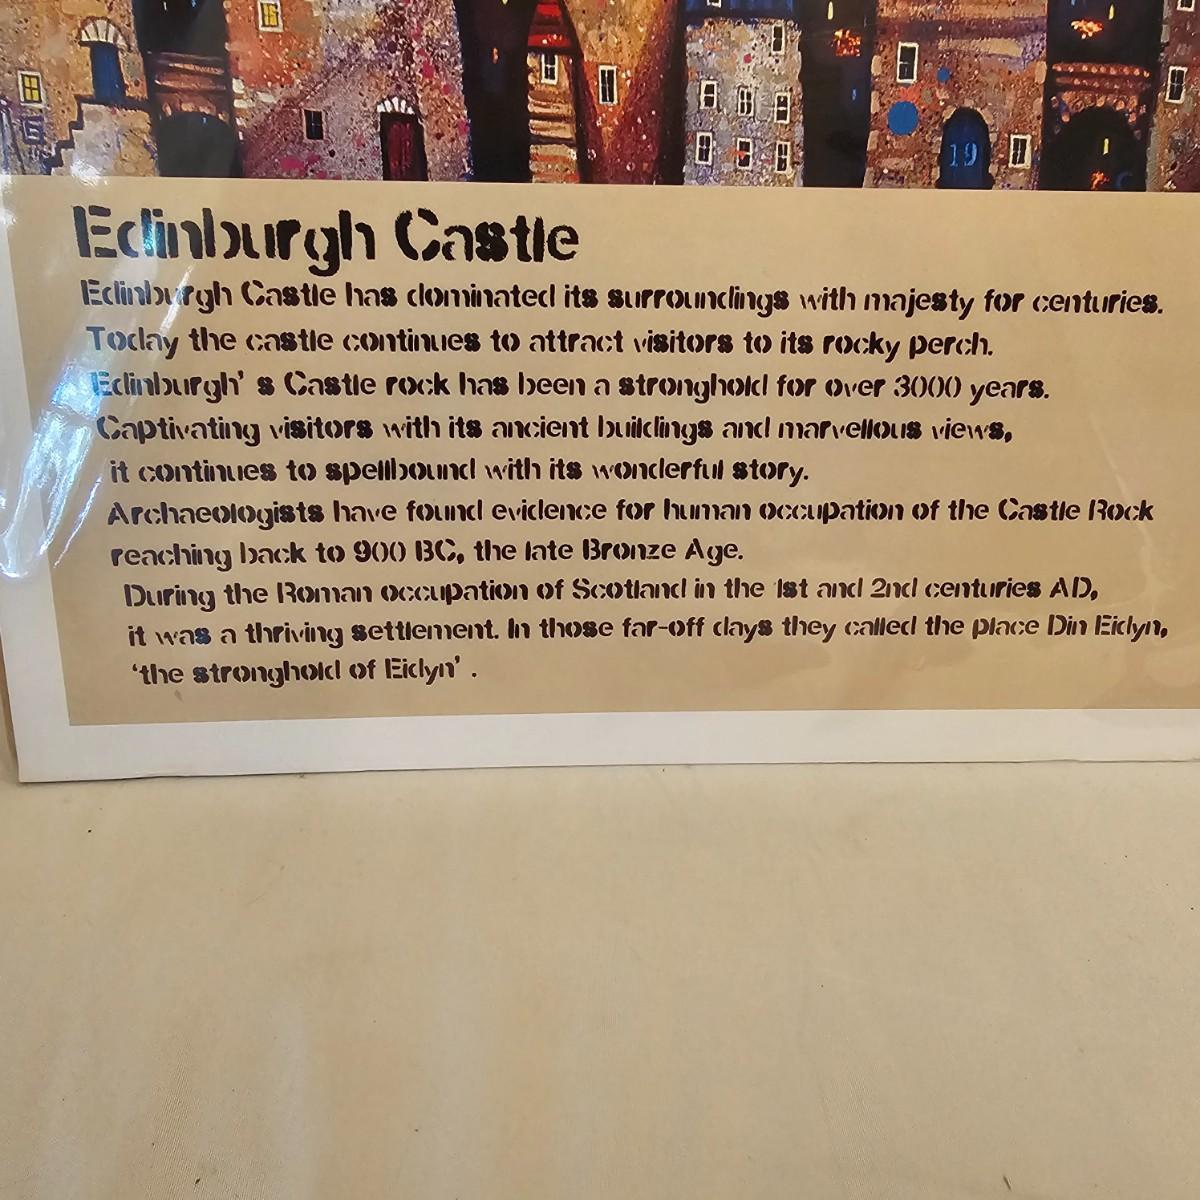 19
Edinburgh Castle
Edinburgh Castle has dominated its surroundings with majesty for centuries.
Today the castle continues to attract visitors to its rocky perch.
Edinburgh' s Castle rock has been a stronghold for over 3000 years.
Captivating visitors with its ancient buildings and marvellous views,
it continues to spellbound with its wonderful story.
Archaeologists have found evidence for human occupation of the Castle Rock
reaching back to 900 BC, the late Bronze Age.
During the Roman occupation of Scotland in the 1st and 2nd centuries AD,
it was a thriving settlement. In those far-off days they called the place Din Eidyn,
'the stronghold of Eidyn' .